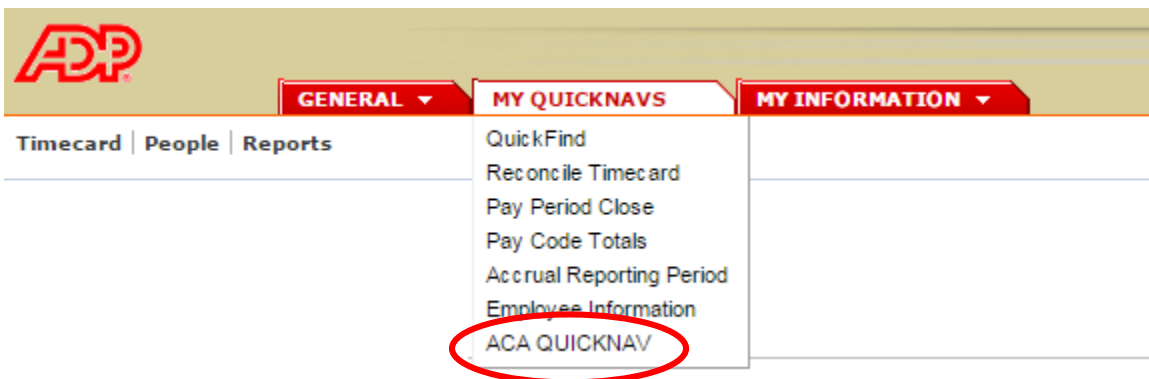 ADP
GENERAL MY QUICKNAVS MY INFORMATION
Timecard | People | Reports
QuickFind
Reconcile Timecard
Pay Period Close
Pay Code Totals
Accrual Reporting Period
Employee Information
ACA QUICKNAV